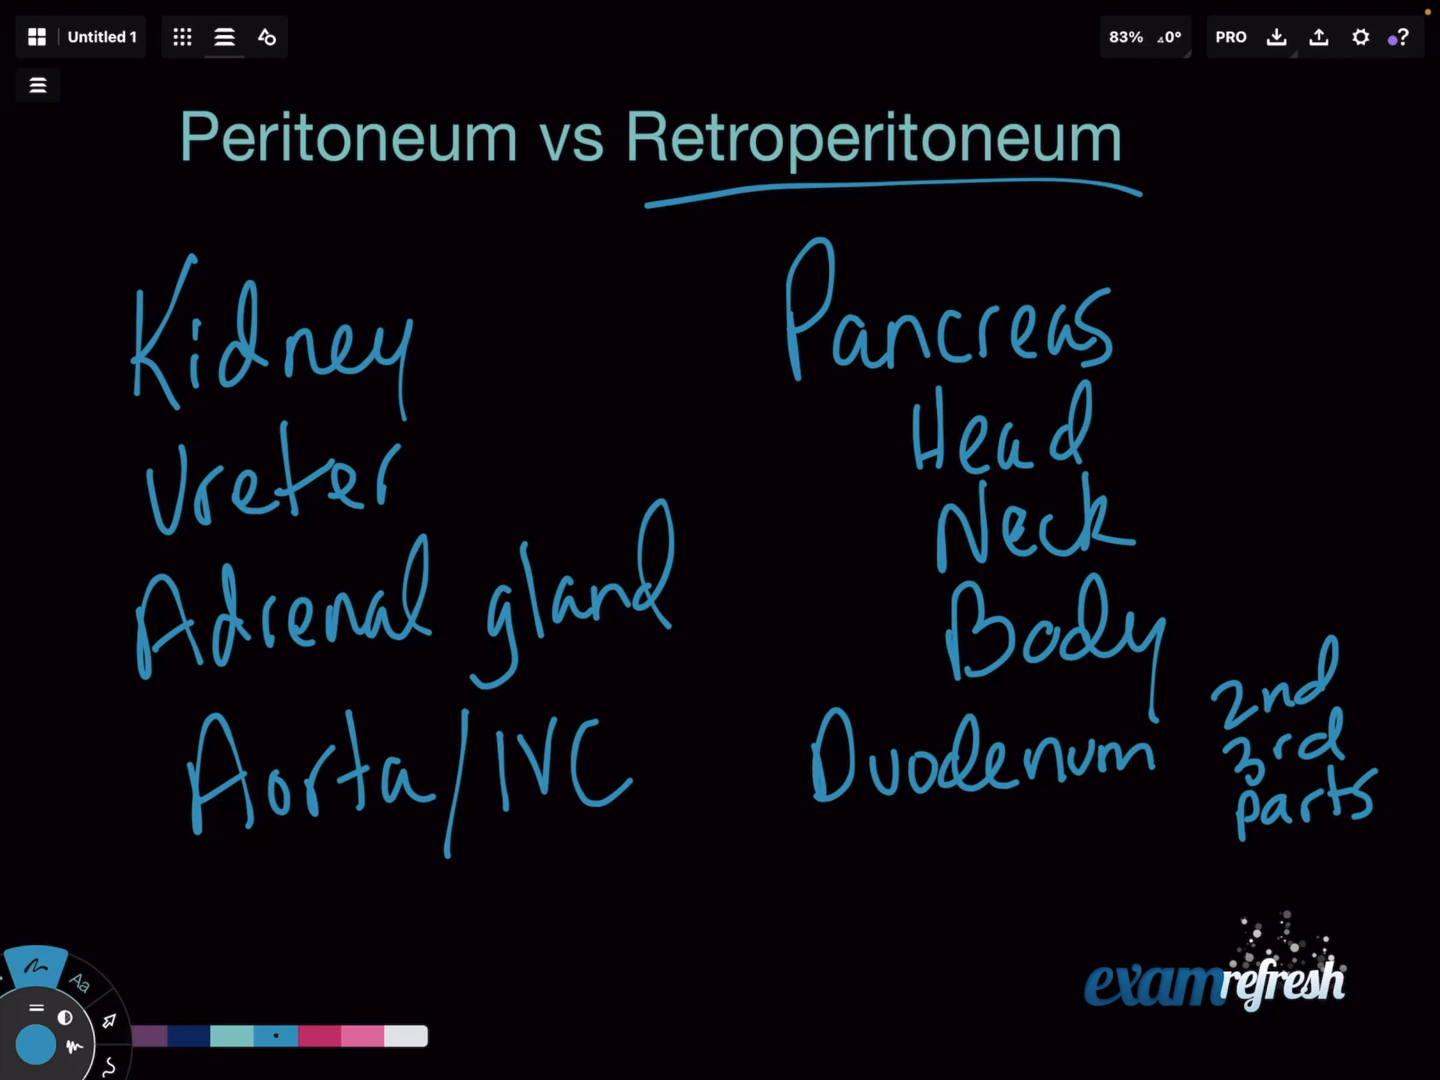 Untitled 1
83% 0°
PRO
?
Peritoneum vs Retroperitoneum
Kidney
Ureter
Adrenal gland
Aorta/IVC
Pancreas
Head
Neck
Body
Duodenum
2nd
3rd
parts
Aa
examrefresh